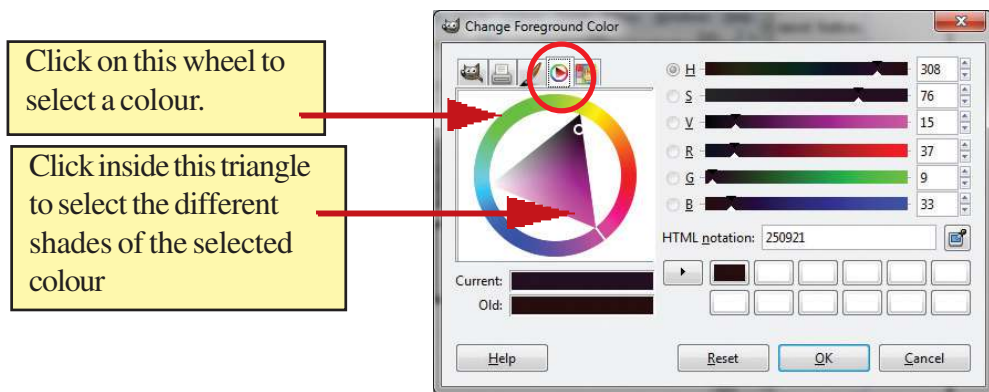 Change Foreground Color
Click on this wheel to
select a colour.
Click inside this triangle
to select the different
shades of the selected
colour
H 308
S 76
V 15
R 37
G 9
B 33
HTML notation: 250921
Current:
Old:
Help Reset OK Cancel